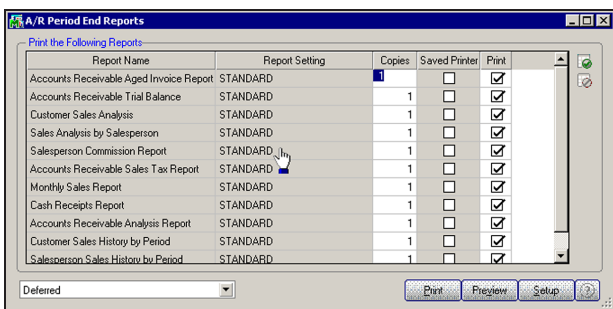 A/R Period End Reports
Print the Following Reports
Report Name Report Setting Copies Saved Printer Print
Accounts Receivable Aged Invoice Report STANDARD 1
Accounts Receivable Trial Balance STANDARD 1
Customer Sales Analysis STANDARD 1
Sales Analysis by Salesperson STANDARD 1
Salesperson Commission Report STANDARD 1
Accounts Receivable Sales Tax Report STANDARD 1
Monthly Sales Report STANDARD 1
Cash Receipts Report STANDARD 1
Accounts Receivable Analysis Report STANDARD 1
Customer Sales History by Period STANDARD 1
Salesperson Sales History by Period STANDARD 1
Deferred Print Preview Setup ?